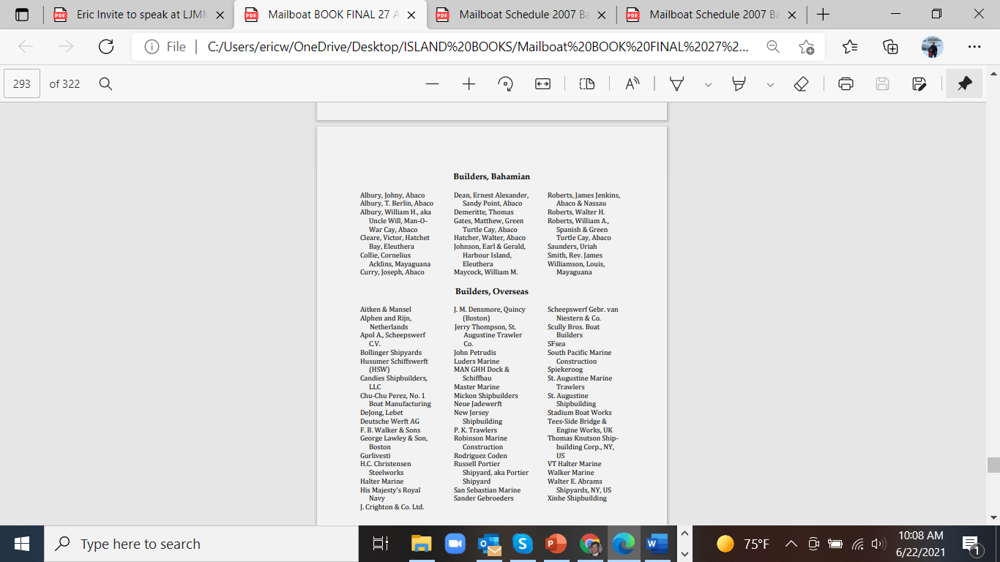 Eric Invite to speak at LJMM
Mailboat BOOK FINAL 27 A
Mailboat Schedule 2007 Ba
Mailboat Schedule 2007 Ba
File
C:/Users/ericw/OneDrive/Desktop/ISLAND%20BOOKS/Mailboat%20BOOK%20FINAL%2027%2...
293 of 322
Builders, Bahamian
Albury, Johny, Abaco
Albury, T. Berlin, Abaco
Albury, William H., aka
Uncle Will, Man-O-
War Cay, Abaco
Cleare, Victor, Hatchet
Bay, Eleuthera
Collie, Cornelius
Acklins, Mayaguana
Curry, Joseph, Abaco
Dean, Ernest Alexander,
Sandy Point, Abaco
Demeritte, Thomas
Gates, Matthew, Green
Turtle Cay, Abaco
Hatcher, Walter, Abaco
Johnson, Earl & Gerald,
Harbour Island,
Eleuthera
Maycock, William M.
Roberts, James Jenkins,
Abaco & Nassau
Roberts, Walter H.
Roberts, William A.,
Spanish & Green
Turtle Cay, Abaco
Saunders, Uriah
Smith, Rev. James
Williamson, Louis,
Mayaguana
Builders, Overseas
Aitken & Mansel
Alphen and Rijn,
Netherlands
Apol A., Scheepswerf
C.V.
Bollinger Shipyards
Husumer Schiffswerft
(HSW)
Candies Shipbuilders,
LLC
Chu-Chu Perez, No. 1
Boat Manufacturing
DeJong, Lebet
Deutsche Werft AG
F. B. Walker & Sons
George Lawley & Son,
Boston
Gurlivesti
H.C. Christensen
Steelworks
Halter Marine
His Majesty's Royal
Navy
J. Crighton & Co. Ltd.
J. M. Densmore, Quincy
(Boston)
Jerry Thompson, St.
Augustine Trawler
Co.
John Petrudis
Luders Marine
MAN GHH Dock &
Schiffbau
Master Marine
Mickon Shipbuilders
Neue Jadewerft
New Jersey
Shipbuilding
P. K. Trawlers
Robinson Marine
Construction
Rodriguez Coden
Russell Portier
Shipyard, aka Portier
Shipyard
San Sebastian Marine
Sander Gebroeders
Scheepswerf Gebr. van
Niestern & Co.
Scully Bros. Boat
Builders
SFsea
South Pacific Marine
Construction
Spiekeroog
St. Augustine Marine
Trawlers
St. Augustine
Shipbuilding
Stadium Boat Works
Tees-Side Bridge &
Engine Works, UK
Thomas Knutson Ship-
building Corp., NY,
US
VT Halter Marine
Walker Marine
Walter E. Abrams
Shipyards, NY, US
Xinhe Shipbuilding
Type here to search
75°F
10:08 AM
6/22/2021
1